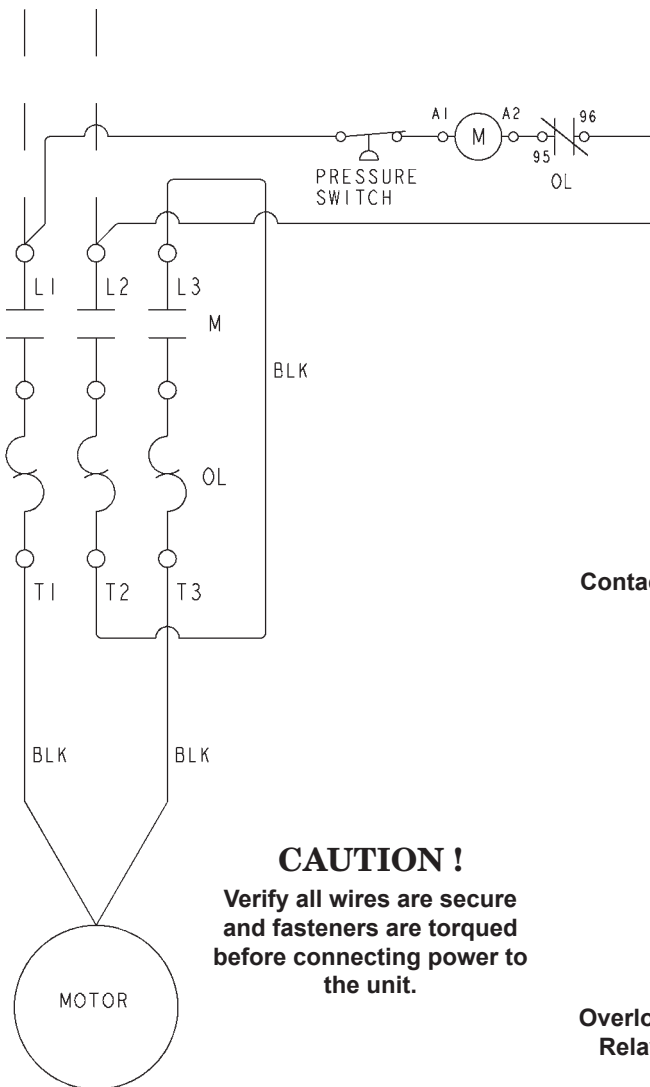 A1 A2 96
M
95
PRESSURE
SWITCH
OL
L1 L2 L3
M
BLK
OL
T1 T2 T3
BLK BLK
CAUTION !
Verify all wires are secure
and fasteners are torqued
before connecting power to
the unit.
MOTOR